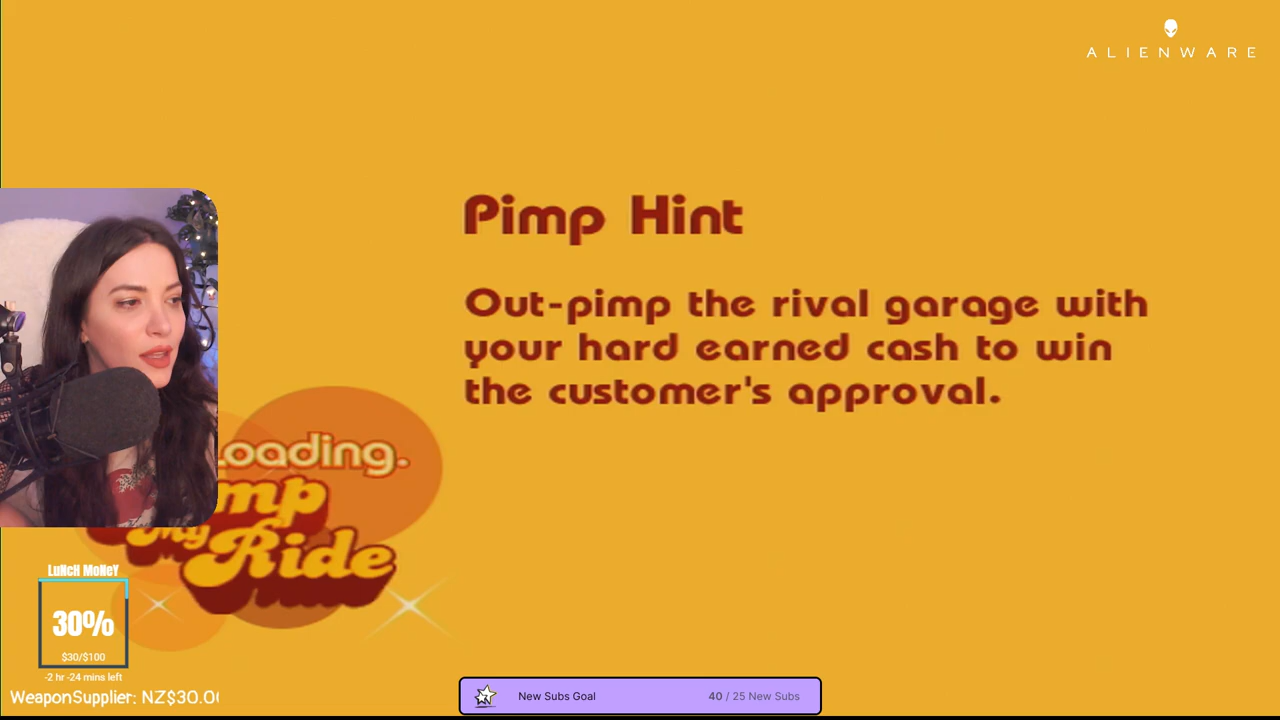 ALIENWARE
Pimp Hint
Out-pimp the rival garage with
your hard earned cash to win
the customer's approval.
oading.
mp
My
Ride
LuNcH MoNeY
30%
$30/$100
-2 hr -24 mins left
WeaponSupplier: NZ$30.0
New Subs Goal
40 / 25 New Subs